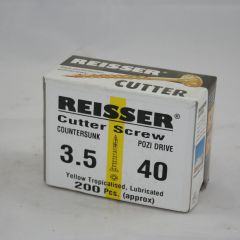 REISSER
CUTTER
REISSER®
Cutter Screw
COUNTERSUNK
POZI DRIVE
3.5
40
Yellow Tropicalised, Lubricated
200 Pcs. (approx)